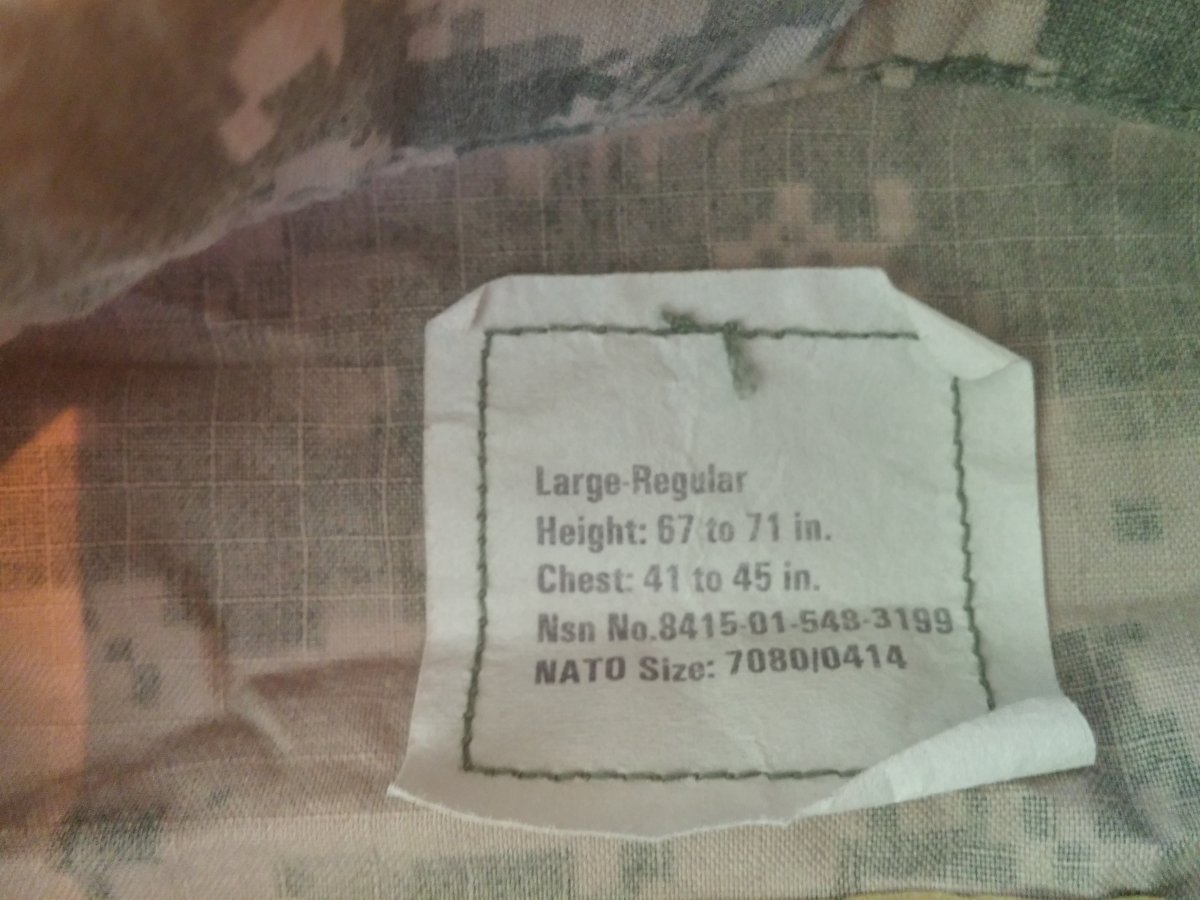 Large-Regular
Height: 67 to 71 in.
Chest: 41 to 45 in.
Nsn No.8415-01-548-3199
NATO Size: 7080/0414